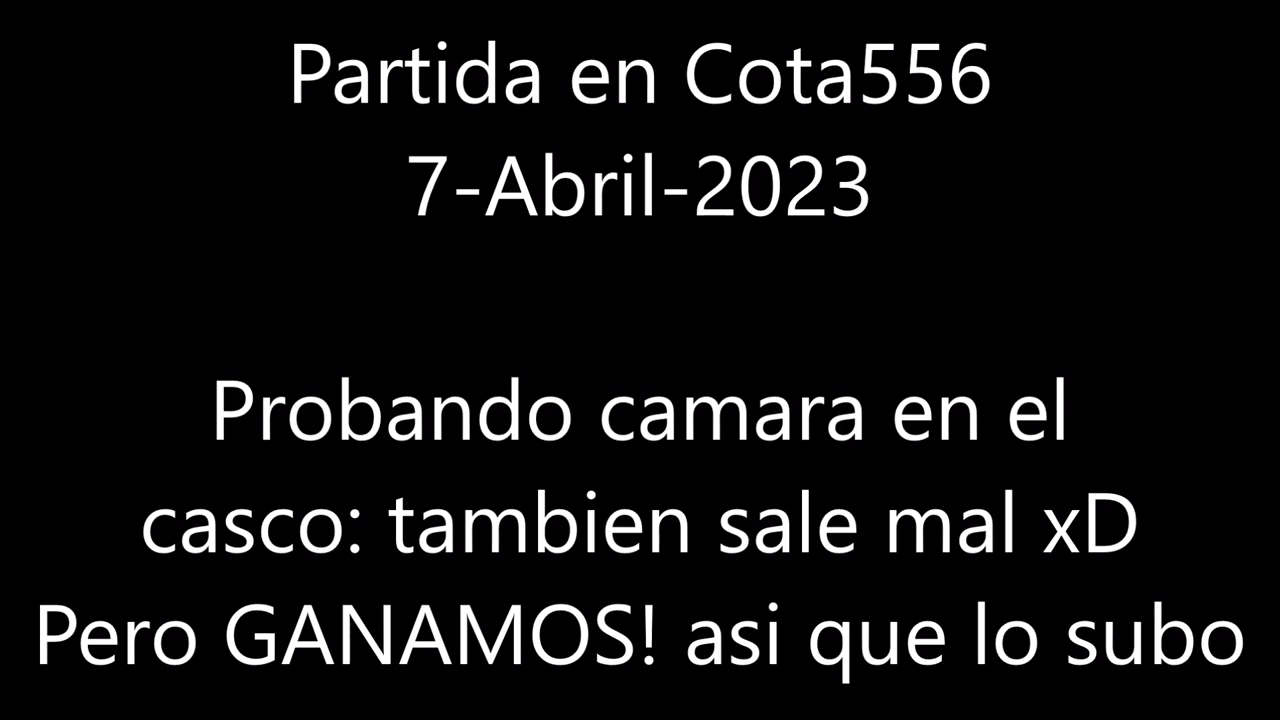 Partida en Cota556
7-Abril-2023
Probando camara en el
casco: tambien sale mal xD
Pero GANAMOS! asi que lo subo